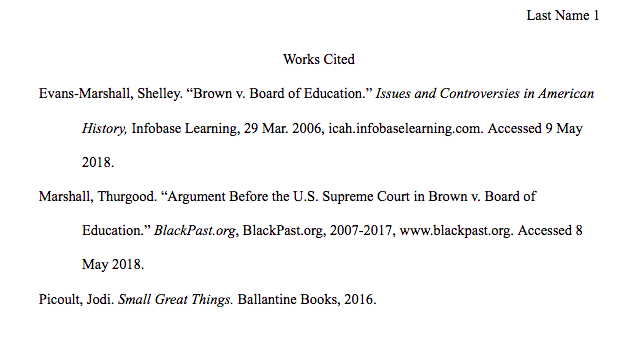 Last Name 1
Works Cited
Evans-Marshall, Shelley. “Brown v. Board of Education.” Issues and Controversies in American
History, Infobase Learning, 29 Mar. 2006, icah.infobaselearning.com. Accessed 9 May
2018.
Marshall, Thurgood. “Argument Before the U.S. Supreme Court in Brown v. Board of
Education.” BlackPast.org, BlackPast.org, 2007-2017, www.blackpast.org. Accessed 8
May 2018.
Picoult, Jodi. Small Great Things. Ballantine Books, 2016.